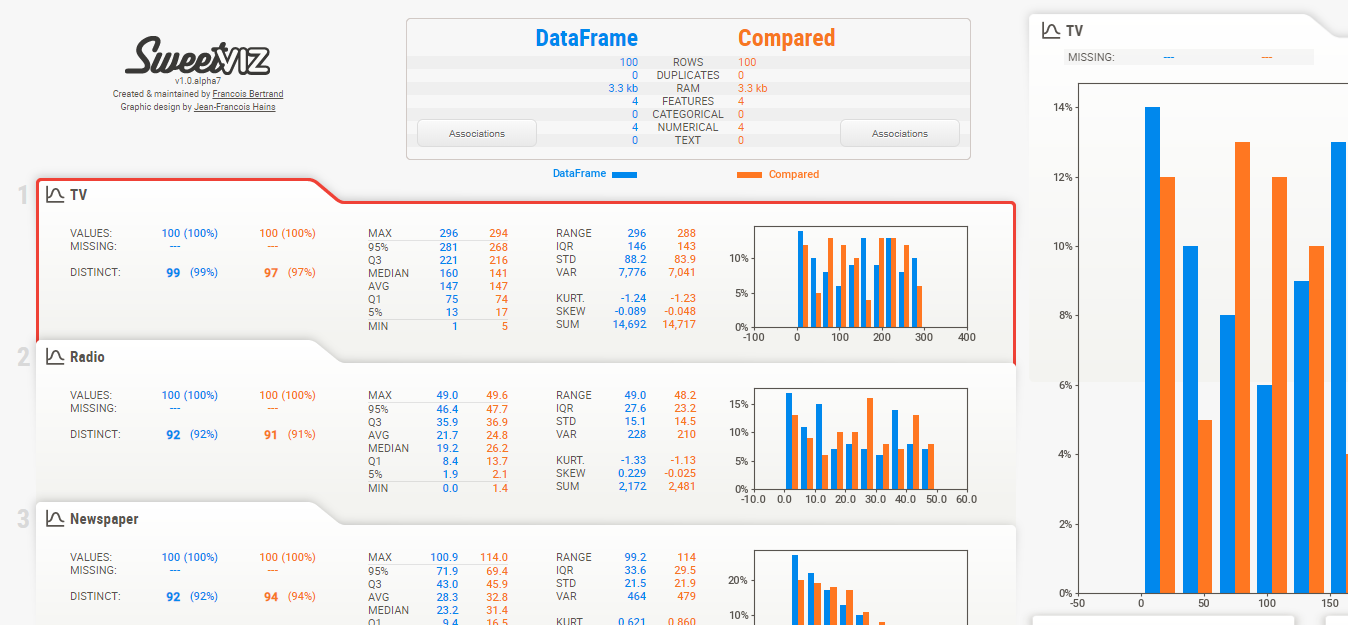 SweetVIZ
v1.0.alpha7
Created & maintained by Francois Bertrand
Graphic design by Jean-Francois Hains
DataFrame Compared
100 ROWS 100
0 DUPLICATES 0
3.3 kb RAM 3.3 kb
4 FEATURES 4
0 CATEGORICAL 0
4 NUMERICAL 4
0 TEXT 0
Associations
Associations
DataFrame Compared
1 TV
VALUES: 100 (100%) 100 (100%)
MISSING: --- ---
DISTINCT: 99 (99%) 97 (97%)
MAX 296 294
95% 281 268
Q3 221 216
MEDIAN 160 141
AVG 147 147
Q1 75 74
5% 13 17
MIN 1 5
RANGE 296 288
IQR 146 143
STD 88.2 83.9
VAR 7,776 7,041
KURT. -1.24 -1.23
SKEW -0.089 -0.048
SUM 14,692 14,717
10%
5%
0%
-100 0 100 200 300 400
2 Radio
VALUES: 100 (100%) 100 (100%)
MISSING: --- ---
DISTINCT: 92 (92%) 91 (91%)
MAX 49.0 49.6
95% 46.4 47.7
Q3 35.9 36.9
AVG 21.7 24.8
MEDIAN 19.2 26.2
Q1 8.4 13.7
5% 1.9 2.1
MIN 0.0 1.4
RANGE 49.0 48.2
IQR 27.6 23.2
STD 15.1 14.5
VAR 228 210
KURT. -1.33 -1.13
SKEW 0.229 -0.025
SUM 2,172 2,481
15%
10%
5%
0%
-10.0 0.0 10.0 20.0 30.0 40.0 50.0 60.0
3 Newspaper
VALUES: 100 (100%) 100 (100%)
MISSING: --- ---
DISTINCT: 92 (92%) 94 (94%)
MAX 100.9 114.0
95% 71.9 69.4
Q3 43.0 45.9
AVG 28.3 32.8
MEDIAN 23.2 31.4
Q1 9.4 16.5
RANGE 99.2 114
IQR 33.6 29.5
STD 21.5 21.9
VAR 464 479
KURT. 0.621 0.860
20%
10%
TV
MISSING: --- ---
14%
12%
10%
8%
6%
4%
2%
0%
-50 0 50 100 150